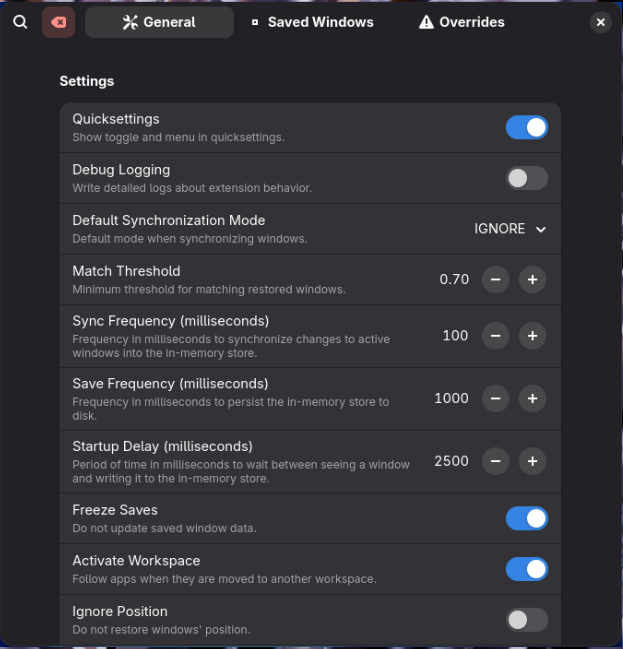 General
Saved Windows
Overrides
Settings
Quicksettings
Show toggle and menu in quicksettings.
Debug Logging
Write detailed logs about extension behavior.
Default Synchronization Mode
Default mode when synchronizing windows.
IGNORE
Match Threshold
Minimum threshold for matching restored windows.
0.70
Sync Frequency (milliseconds)
Frequency in milliseconds to synchronize changes to active
windows into the in-memory store.
100
Save Frequency (milliseconds)
Frequency in milliseconds to persist the in-memory store to
disk.
1000
Startup Delay (milliseconds)
Period of time in milliseconds to wait between seeing a window
and writing it to the in-memory store.
2500
Freeze Saves
Do not update saved window data.
Activate Workspace
Follow apps when they are moved to another workspace.
Ignore Position
Do not restore windows' position.